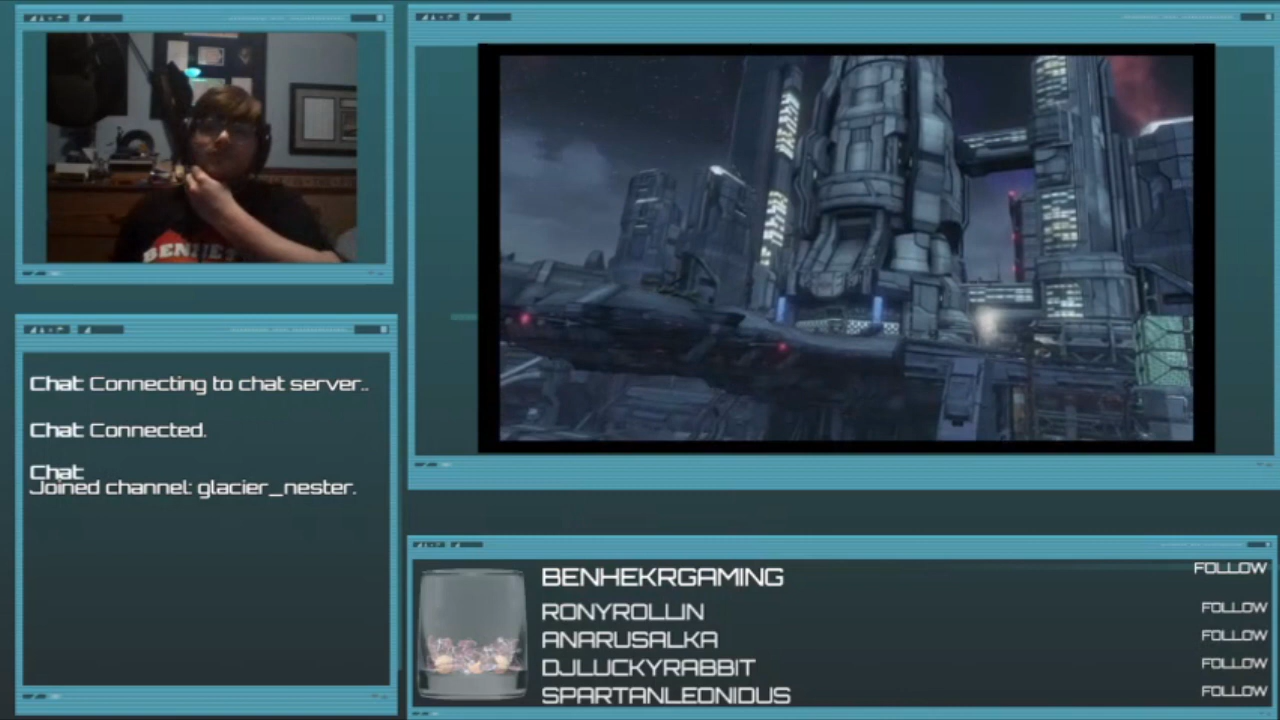 Chat: Connecting to chat server..
Chat: Connected.
Chat:
Joined channel: glacier_nester.
BENHEKRGAMING FOLLOW
RONYROLLIN FOLLOW
ANARUSALKA FOLLOW
DJLUCKYRABBIT FOLLOW
SPARTANLEONIDUS FOLLOW